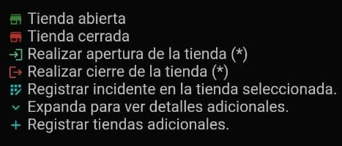 Tienda abierta
Tienda cerrada
Realizar apertura de la tienda (*)
Realizar cierre de la tienda (*)
Registrar incidente en la tienda seleccionada.
Expanda para ver detalles adicionales.
Registrar tiendas adicionales.